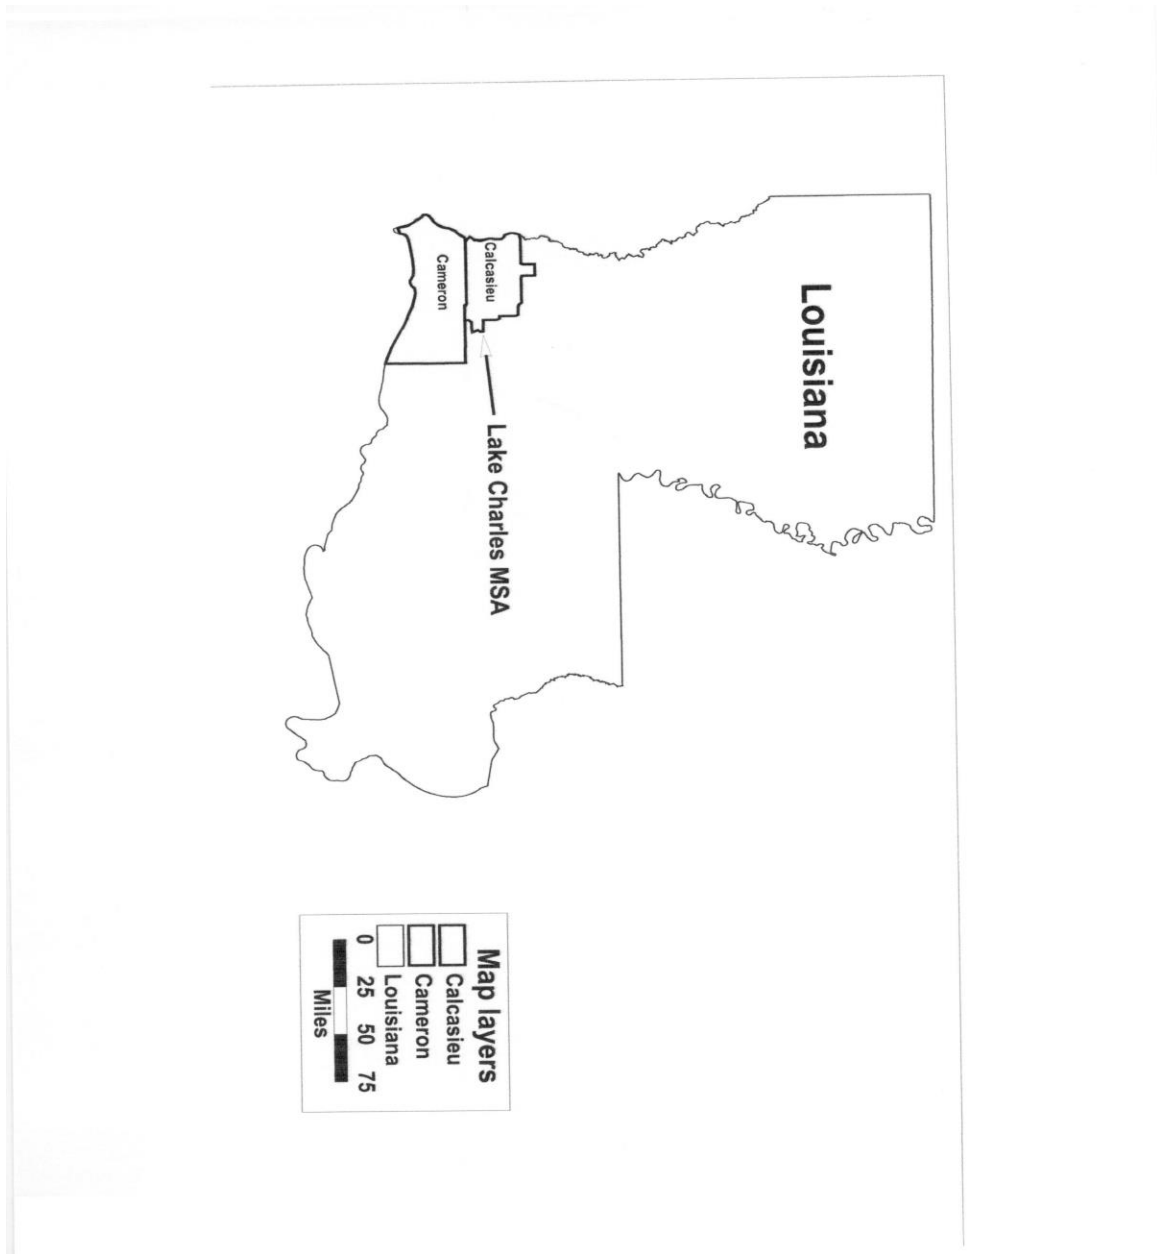 Louisiana
Calcasieu
Cameron
Lake Charles MSA
Map layers
Calcasieu
Cameron
Louisiana
0 25 50 75
Miles